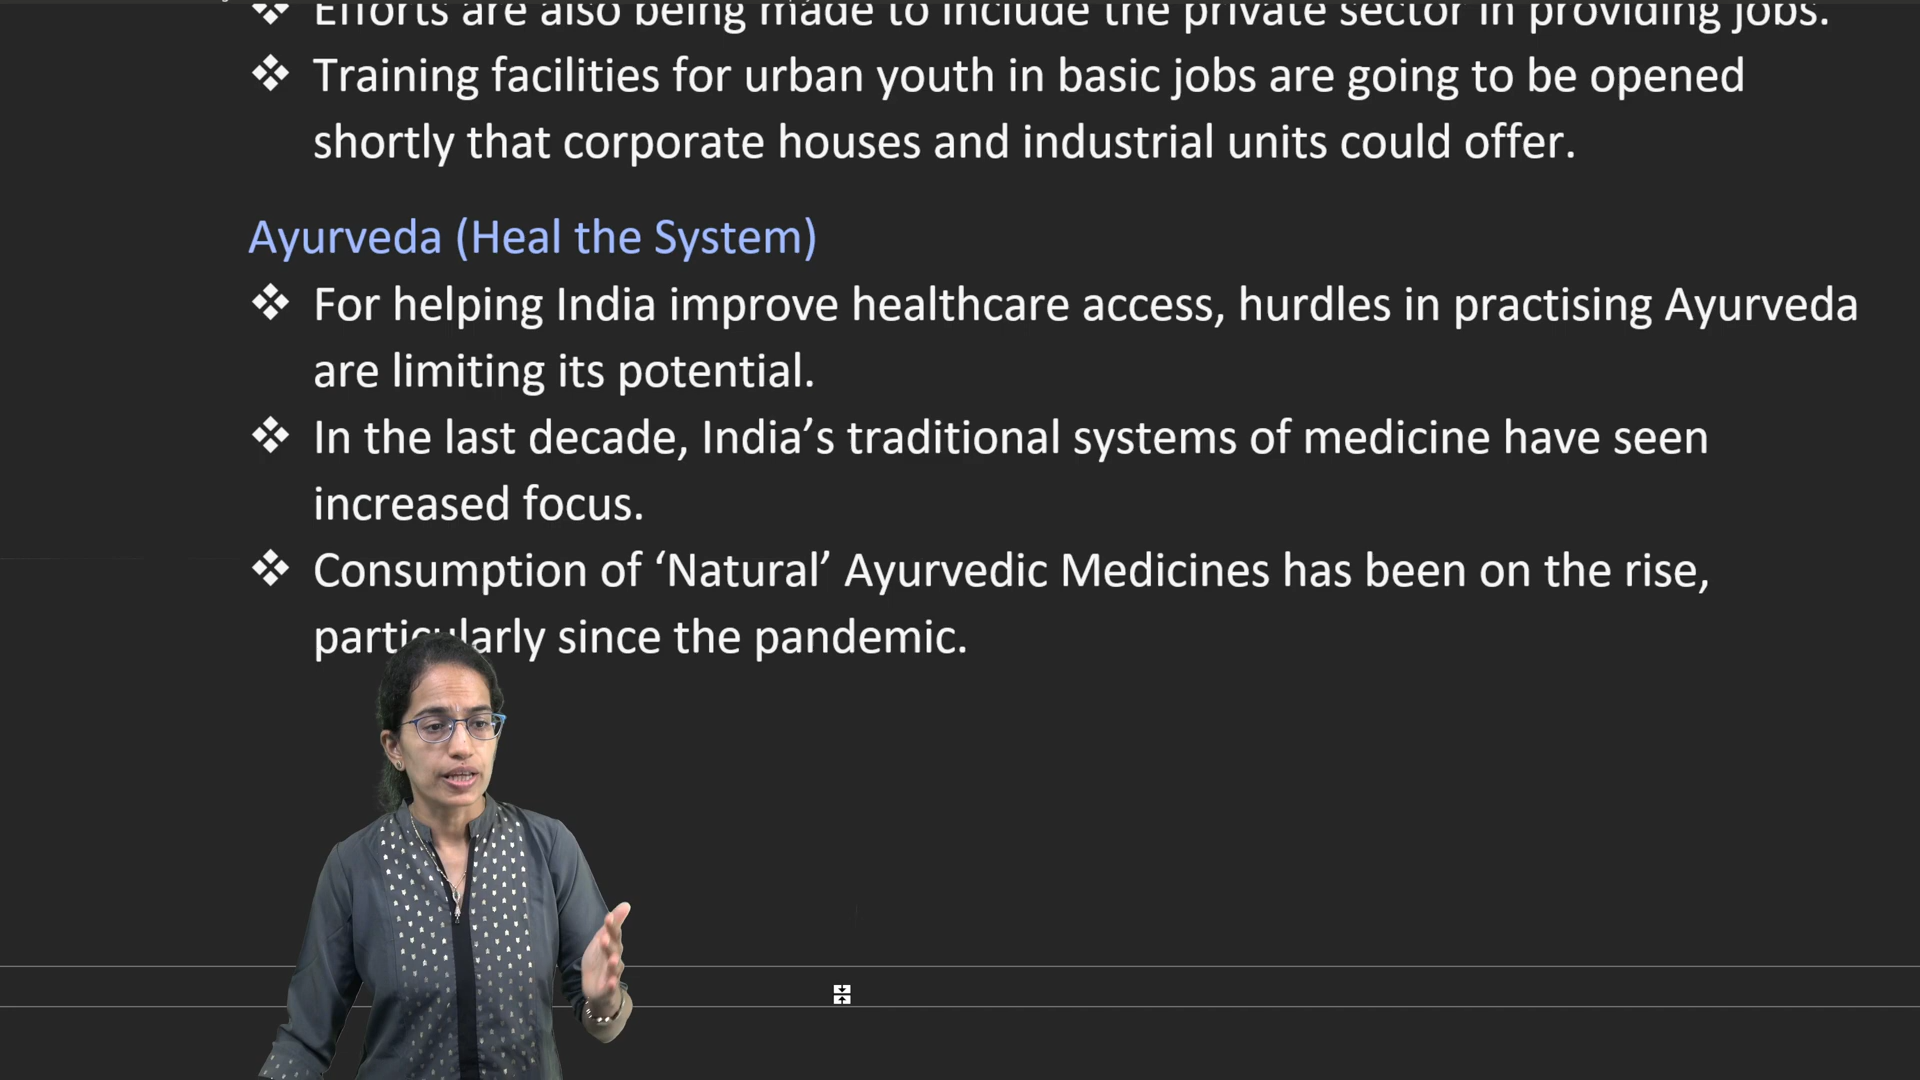 ❖ Efforts are also being made to include the private sector in providing jobs.
❖ Training facilities for urban youth in basic jobs are going to be opened
shortly that corporate houses and industrial units could offer.
Ayurveda (Heal the System)
❖ For helping India improve healthcare access, hurdles in practising Ayurveda
are limiting its potential.
❖ In the last decade, India’s traditional systems of medicine have seen
increased focus.
❖ Consumption of ‘Natural’ Ayurvedic Medicines has been on the rise,
particularly since the pandemic.